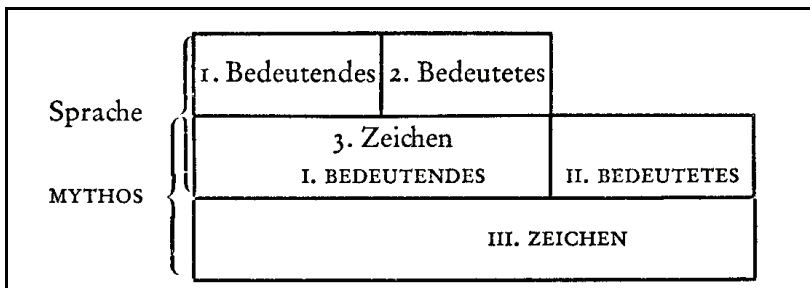 1. Bedeutendes 2. Bedeutetes
Sprache
3. Zeichen
I. BEDEUTENDES II. BEDEUTETES
MYTHOS
III. ZEICHEN